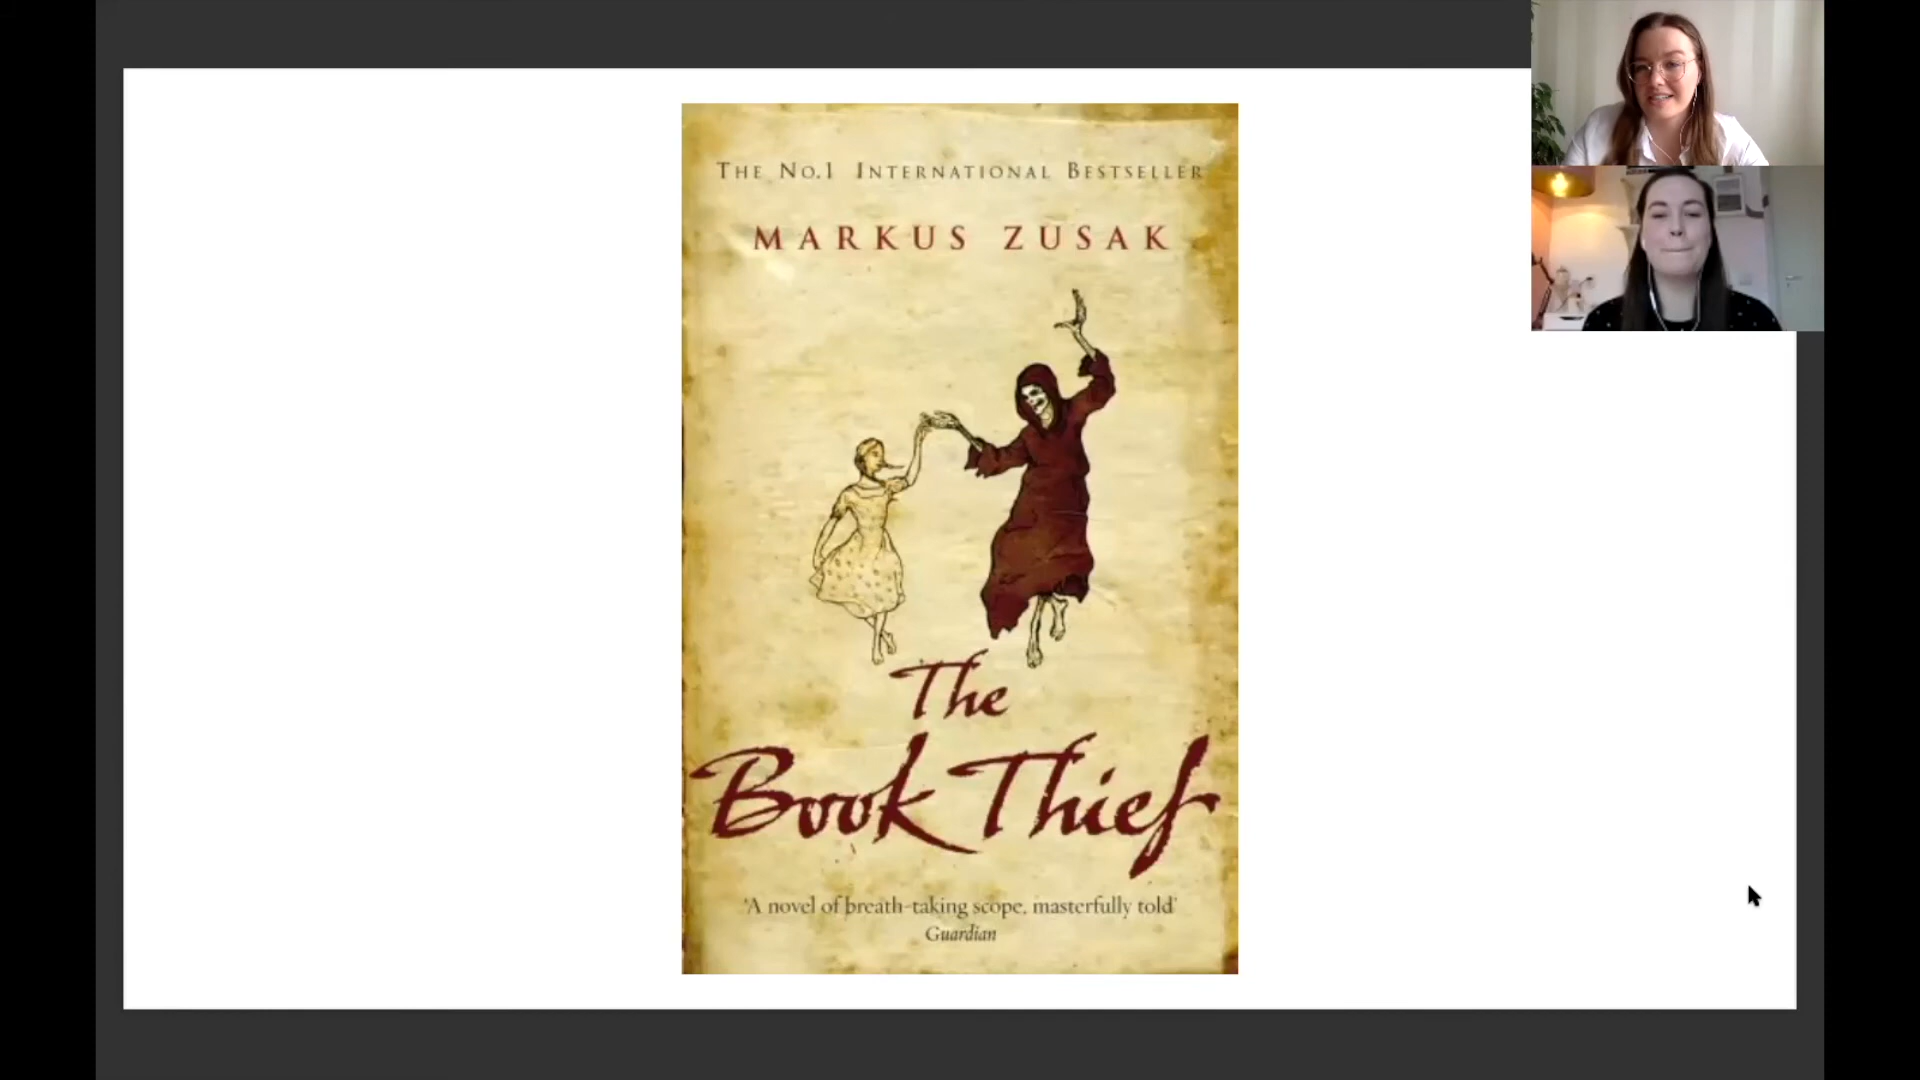 The No.1 International Bestseller
MARKUS ZUSAK
The
Book Thief
'A novel of breath-taking scope, masterfully told'
Guardian